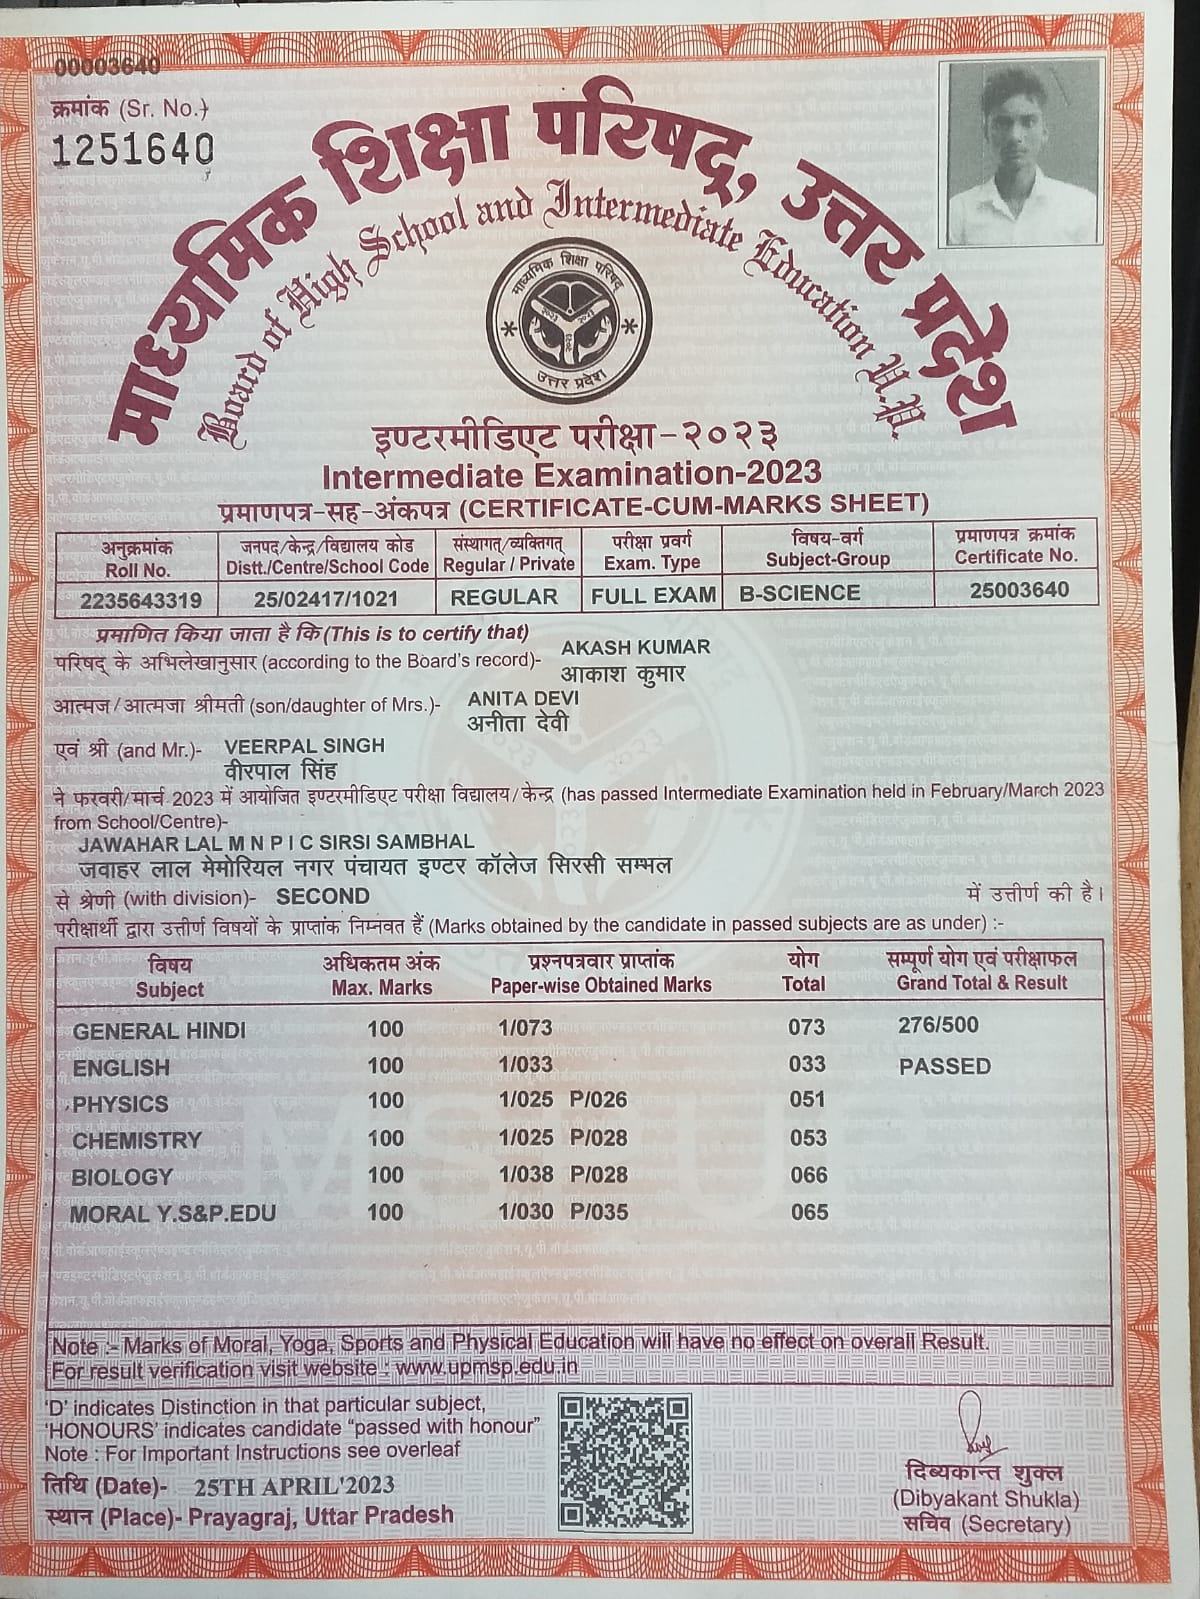 00003640
क्रमांक (Sr. No.)
1251640
माध्यमिक शिक्षा परिषद्, उत्तर प्रदेश
Board of High School and Intermediate Education U.P.
माध्यमिक शिक्षा परिषद्
उत्तर प्रदेश
इण्टरमीडिएट परीक्षा-२०२३
Intermediate Examination-2023
प्रमाणपत्र-सह-अंकपत्र (CERTIFICATE-CUM-MARKS SHEET)
अनुक्रमांक जनपद/केन्द्र/विद्यालय कोड संस्थागत्/व्यक्तिगत् परीक्षा प्रवर्ग विषय-वर्ग प्रमाणपत्र क्रमांक
Roll No. Distt./Centre/School Code Regular / Private Exam. Type Subject-Group Certificate No.
2235643319 25/02417/1021 REGULAR FULL EXAM B-SCIENCE 25003640
प्रमाणित किया जाता है कि (This is to certify that)
परिषद् के अभिलेखानुसार (according to the Board's record)- AKASH KUMAR
आकाश कुमार
आत्मज/आत्मजा श्रीमती (son/daughter of Mrs.)- ANITA DEVI
अनीता देवी
एवं श्री (and Mr.)- VEERPAL SINGH
वीरपाल सिंह
ने फरवरी/मार्च 2023 में आयोजित इण्टरमीडिएट परीक्षा विद्यालय/केन्द्र (has passed Intermediate Examination held in February/March 2023
from School/Centre)-
JAWAHAR LAL M N P I C SIRSI SAMBHAL
जवाहर लाल मेमोरियल नगर पंचायत इण्टर कॉलेज सिरसी सम्भल
से श्रेणी (with division)- SECOND में उत्तीर्ण की है।
परीक्षार्थी द्वारा उत्तीर्ण विषयों के प्राप्तांक निम्नवत हैं (Marks obtained by the candidate in passed subjects are as under) :-
विषय अधिकतम अंक प्रश्नपत्रवार प्राप्तांक योग सम्पूर्ण योग एवं परीक्षाफल
Subject Max. Marks Paper-wise Obtained Marks Total Grand Total & Result
GENERAL HINDI 100 1/073 073 276/500
ENGLISH 100 1/033 033 PASSED
PHYSICS 100 1/025 P/026 051
CHEMISTRY 100 1/025 P/028 053
BIOLOGY 100 1/038 P/028 066
MORAL Y.S&P.EDU 100 1/030 P/035 065
Note :- Marks of Moral, Yoga, Sports and Physical Education will have no effect on overall Result.
For result verification visit website : www.upmsp.edu.in
'D' indicates Distinction in that particular subject,
'HONOURS' indicates candidate "passed with honour"
Note : For Important Instructions see overleaf
तिथि (Date)- 25TH APRIL'2023
स्थान (Place)- Prayagraj, Uttar Pradesh
दिब्यकान्त शुक्ल
(Dibyakant Shukla)
सचिव (Secretary)